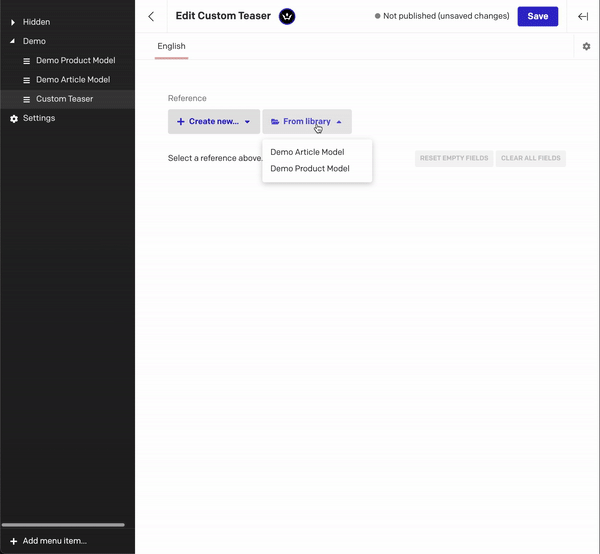 Hidden
Demo
Demo Product Model
Demo Article Model
Custom Teaser
Settings
Add menu item...
Edit Custom Teaser
Not published (unsaved changes)
Save
English
Reference
Create new...
From library
Demo Article Model
Demo Product Model
Select a reference above.
RESET EMPTY FIELDS
CLEAR ALL FIELDS